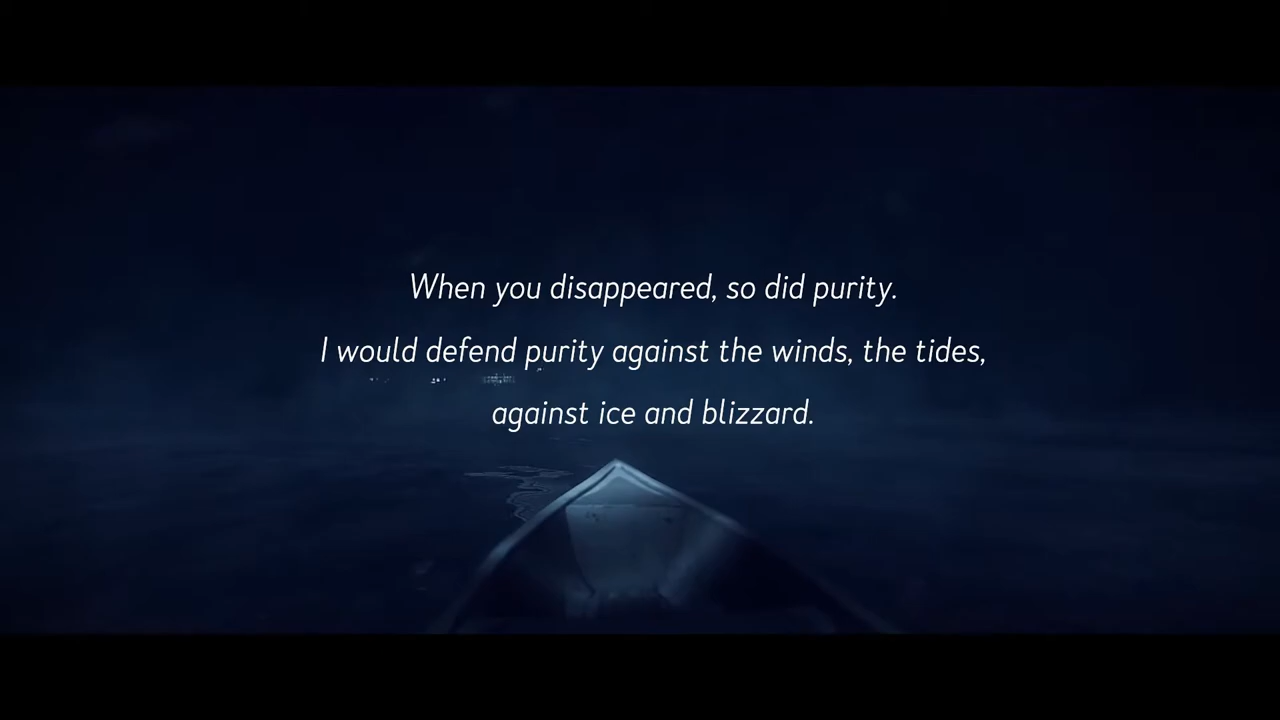 When you disappeared, so did purity.
I would defend purity against the winds, the tides,
against ice and blizzard.